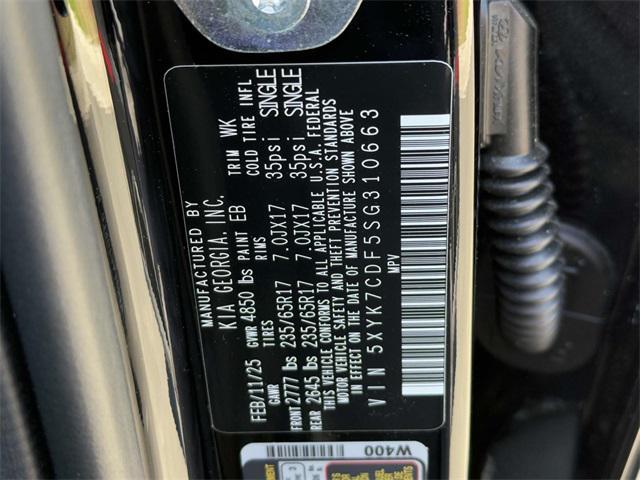 MANUFACTURED BY
KIA GEORGIA, INC.
FEB/11/25 GVWR 4850 lbs PAINT EB TRIM WK
GAWR TIRES RIMS COLD TIRE INFL
FRONT 2777 lbs 235/65R17 7.0JX17 35psi SINGLE
REAR 2645 lbs 235/65R17 7.0JX17 35psi SINGLE
THIS VEHICLE CONFORMS TO ALL APPLICABLE U.S.A. FEDERAL
MOTOR VEHICLE SAFETY AND THEFT PREVENTION STANDARDS
IN EFFECT ON THE DATE OF MANUFACTURE SHOWN ABOVE
VIN 5XYK7CDF5SG310663
MPV
W400